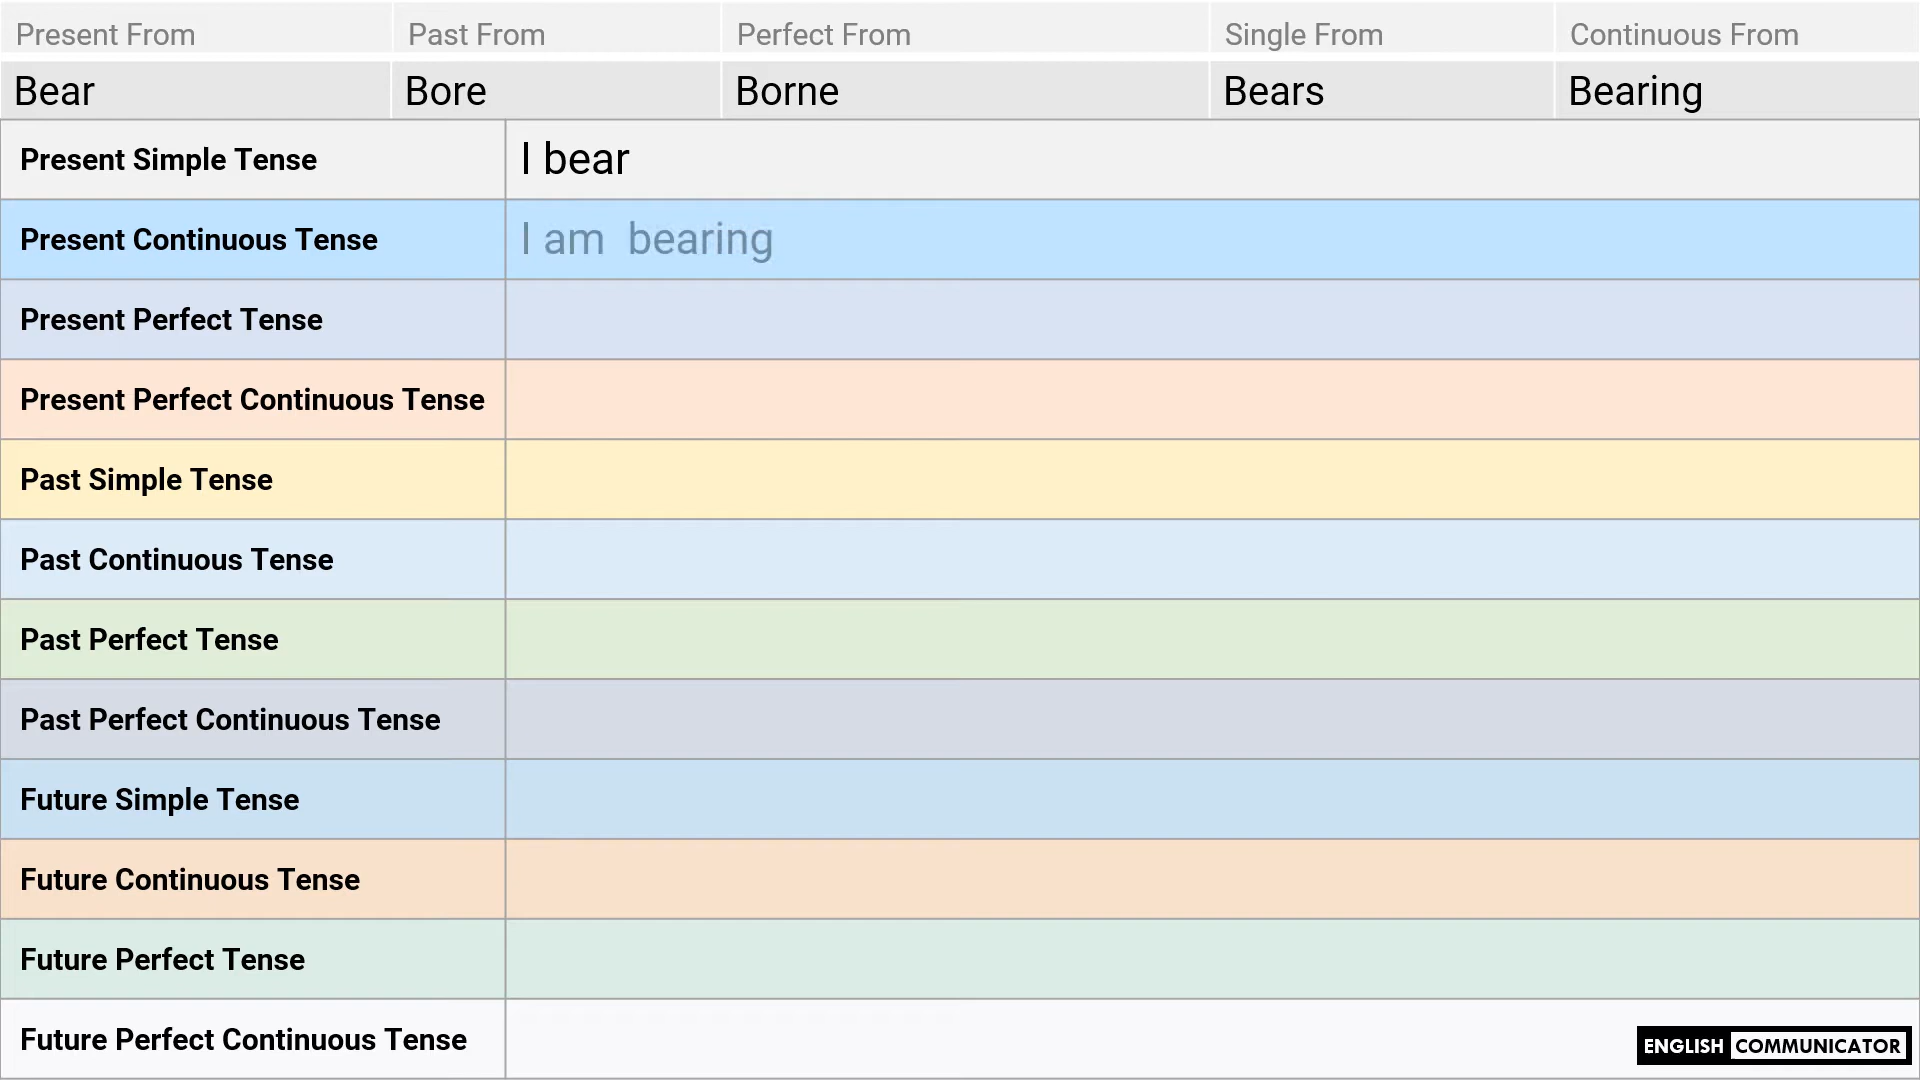 Present From Past From Perfect From Single From Continuous From
Bear Bore Borne Bears Bearing
Present Simple Tense I bear
Present Continuous Tense I am bearing
Present Perfect Tense
Present Perfect Continuous Tense
Past Simple Tense
Past Continuous Tense
Past Perfect Tense
Past Perfect Continuous Tense
Future Simple Tense
Future Continuous Tense
Future Perfect Tense
Future Perfect Continuous Tense
ENGLISH COMMUNICATOR